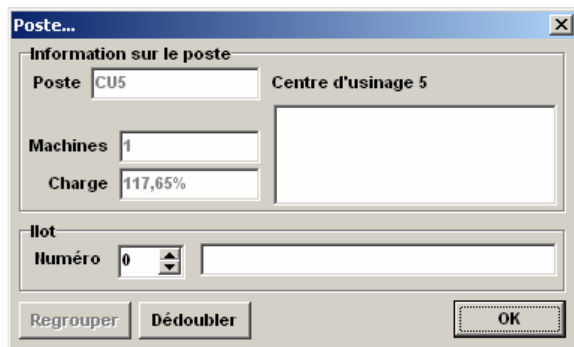 Poste...
Information sur le poste
Poste CU5 Centre d'usinage 5
Machines 1
Charge 117,65%
Ilot
Numéro 0
Regrouper Dédoubler OK